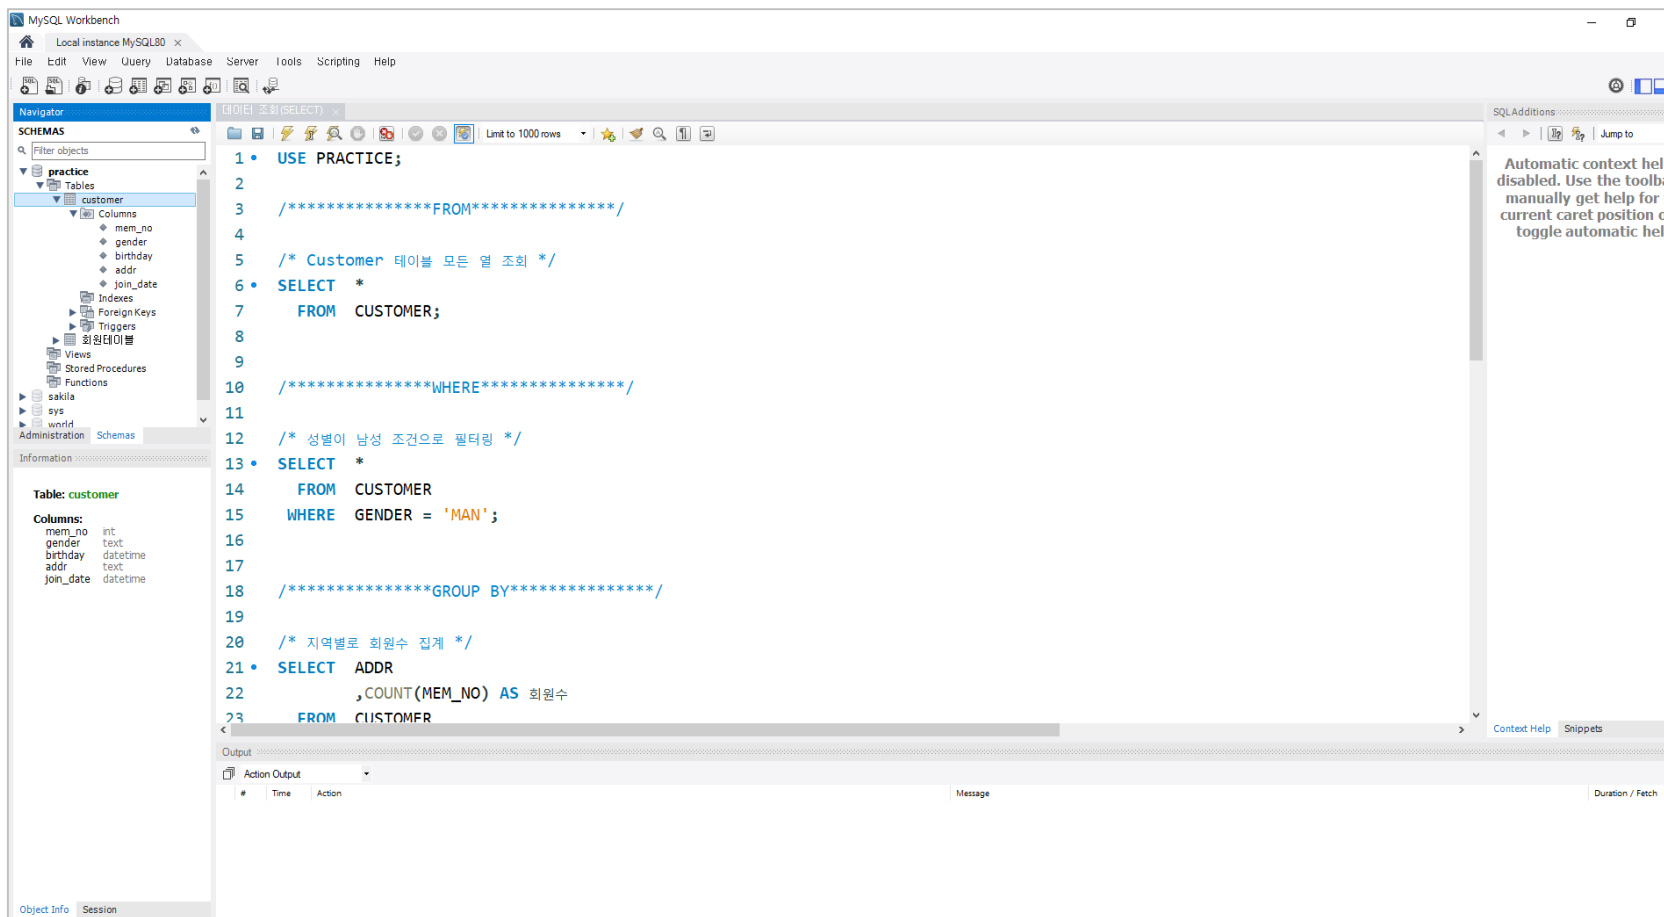 MySQL Workbench
Local instance MySQL80
File Edit View Query Database Server Tools Scripting Help
Navigator
SCHEMAS
Filter objects
practice
Tables
customer
Columns
mem_no
gender
birthday
addr
join_date
Indexes
Foreign Keys
Triggers
회원테이블
Views
Stored Procedures
Functions
sakila
sys
world
Administration Schemas
Information
Table: customer
Columns:
mem_no int
gender text
birthday datetime
addr text
join_date datetime
Object Info Session
데이터 조회(SELECT)
Limit to 1000 rows
1 USE PRACTICE;
2
3 /***************FROM***************/
4
5 /* Customer 테이블 모든 열 조회 */
6 SELECT *
7 FROM CUSTOMER;
8
9
10 /***************WHERE***************/
11
12 /* 성별이 남성 조건으로 필터링 */
13 SELECT *
14 FROM CUSTOMER
15 WHERE GENDER = 'MAN';
16
17
18 /***************GROUP BY***************/
19
20 /* 지역별로 회원수 집계 */
21 SELECT ADDR
22 ,COUNT(MEM_NO) AS 회원수
23 FROM CUSTOMER
SQLAdditions
Jump to
Automatic context hel
disabled. Use the toolba
manually get help for
current caret position o
toggle automatic hel
Context Help Snippets
Output
Action Output
# Time Action Message Duration / Fetch